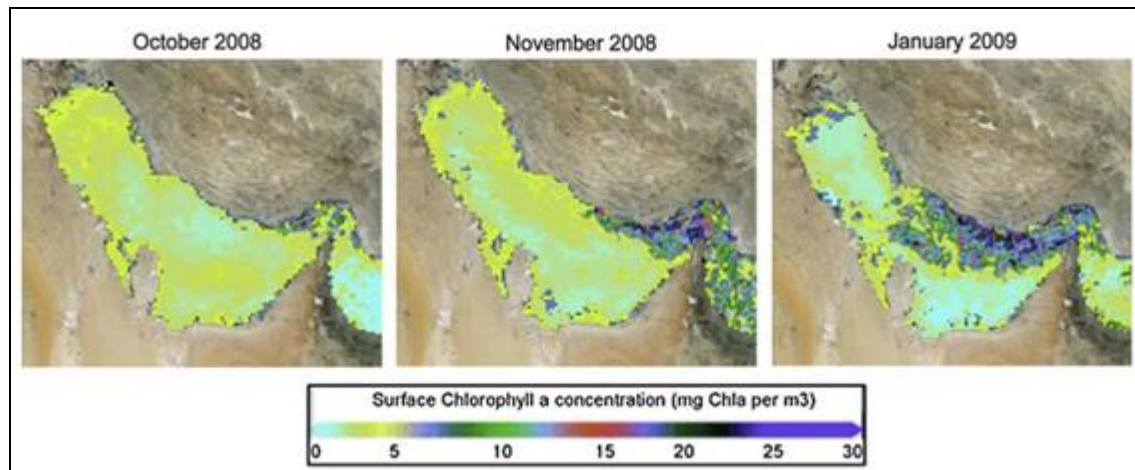 October 2008
November 2008
January 2009
Surface Chlorophyll a concentration (mg Chla per m3)
0 5 10 15 20 25 30